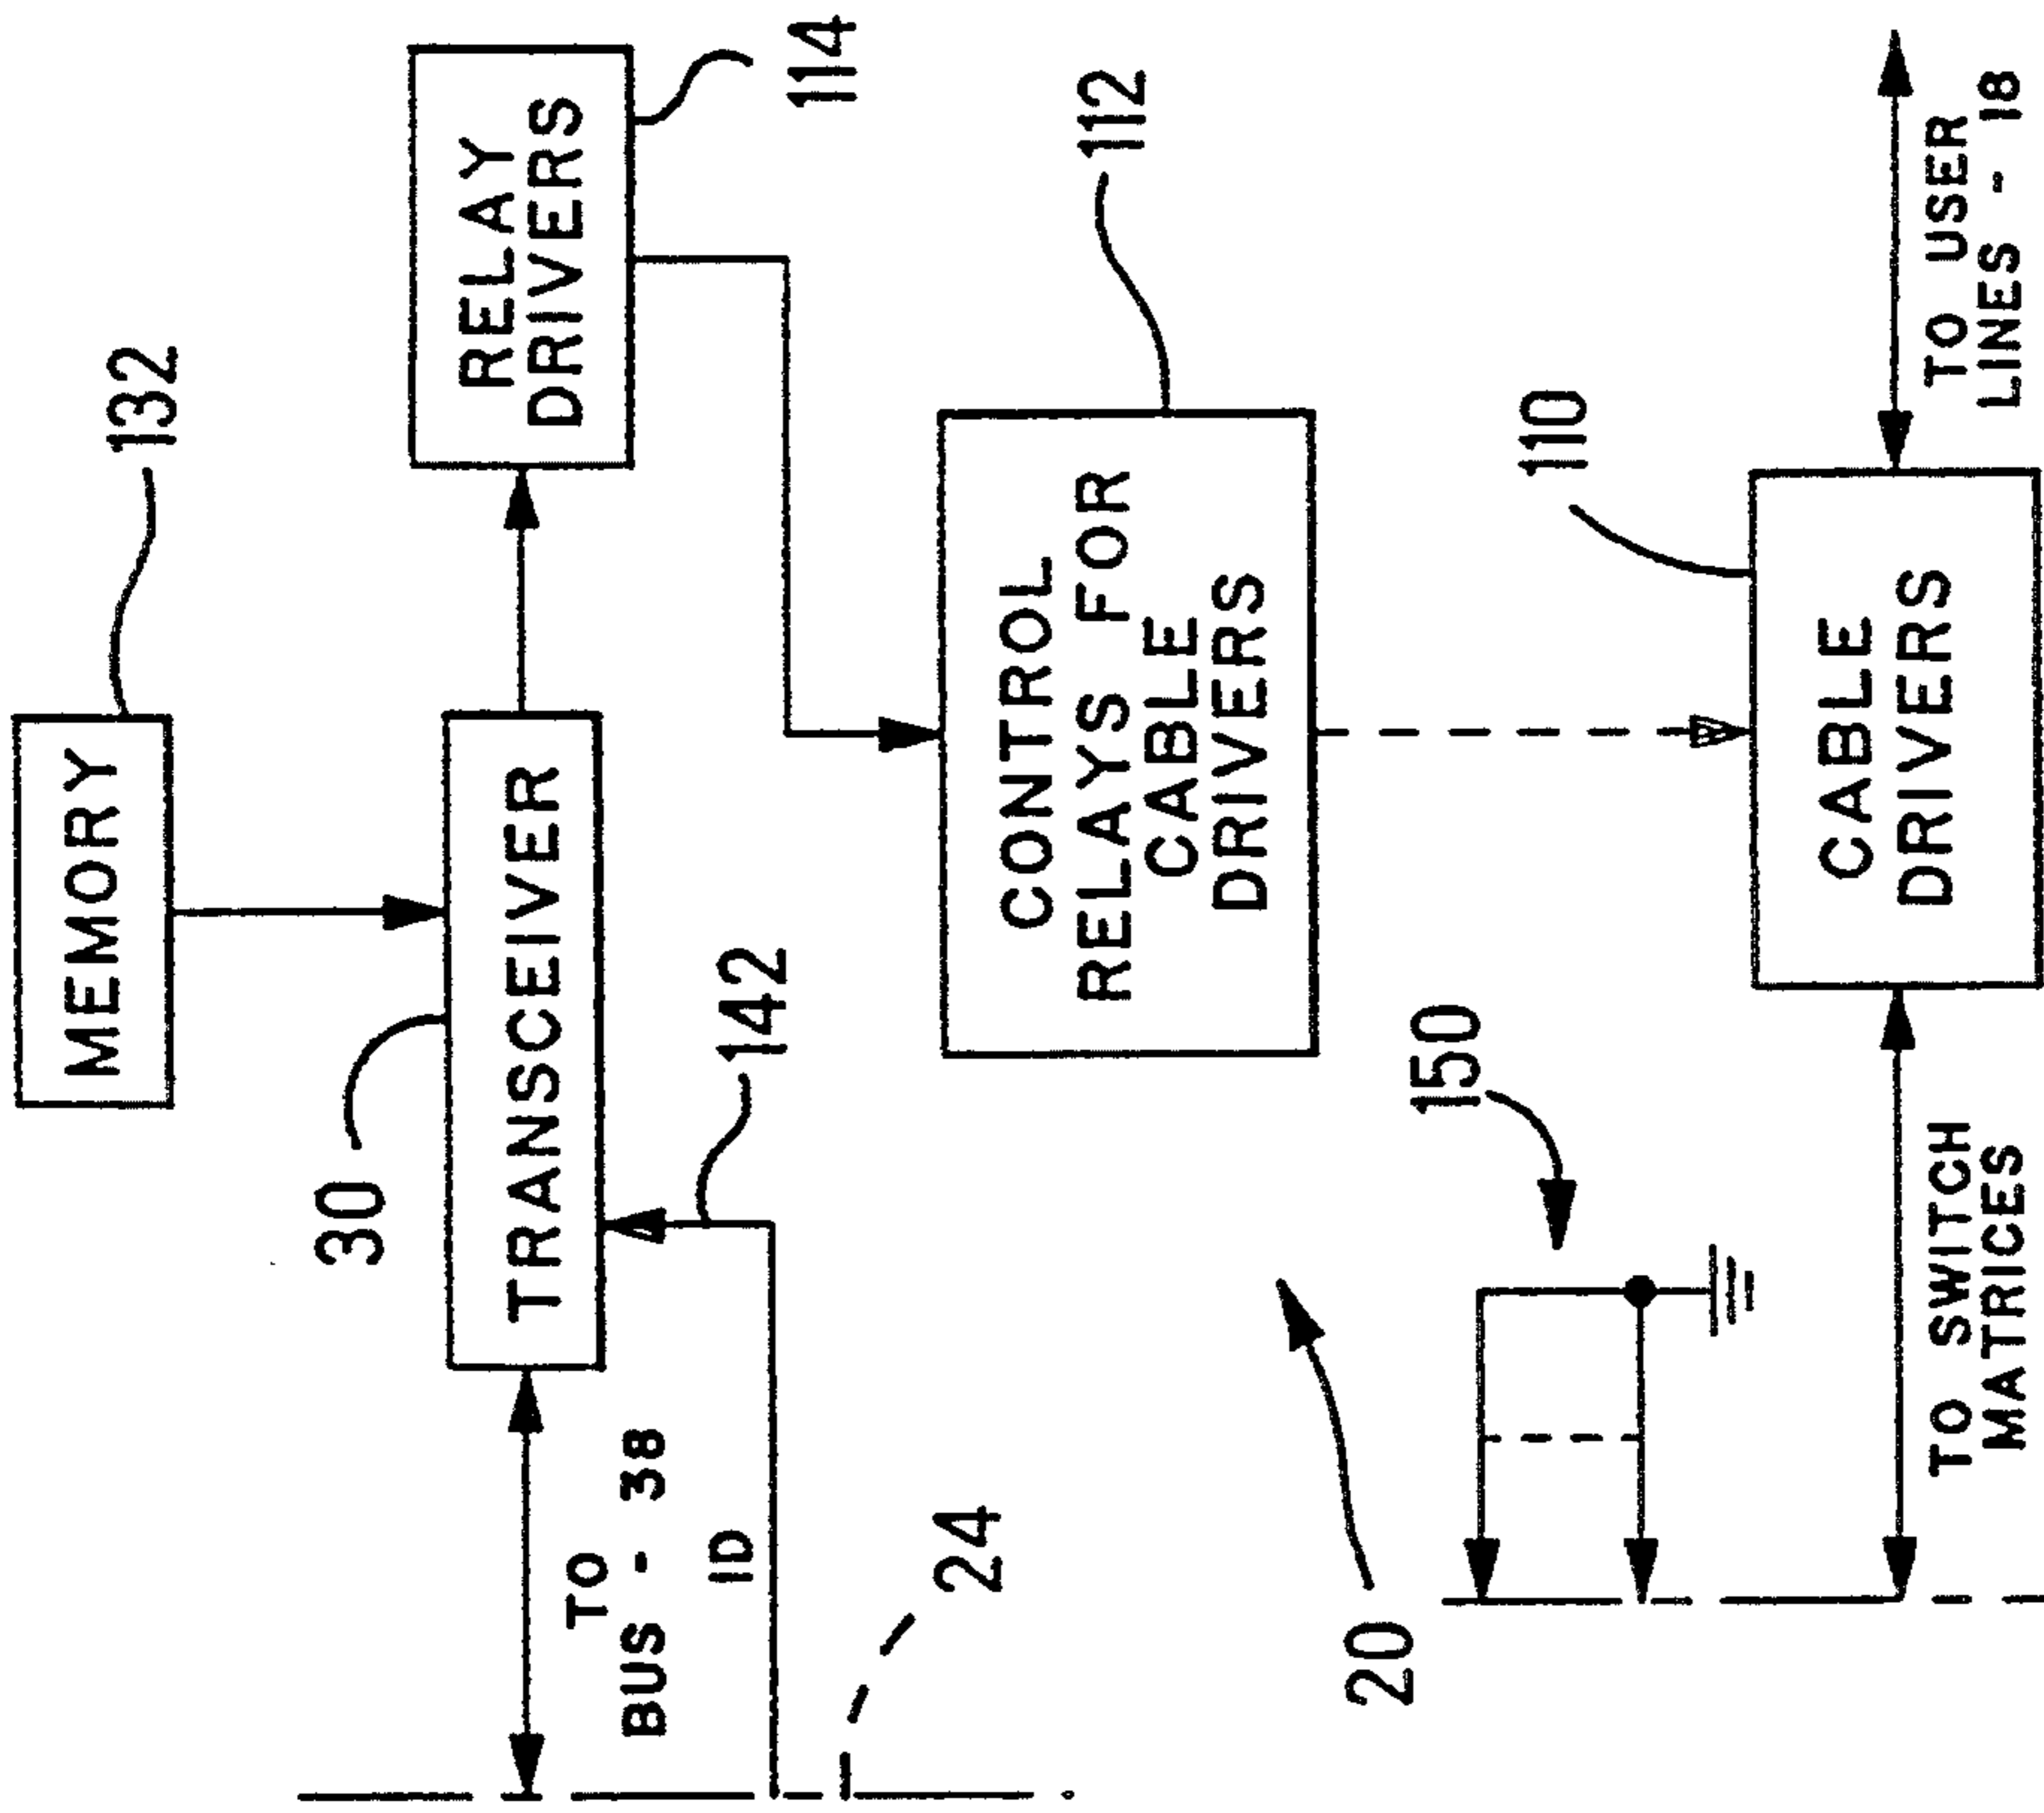 MEMORY
132
30
TRANSCEIVER
RELAY
DRIVERS
114
TO
BUS - 38
ID
142
24
CONTROL
RELAYS FOR
CABLE
DRIVERS
112
20
150
110
TO SWITCH
MATRICES
CABLE
DRIVERS
TO USER
LINES - 18